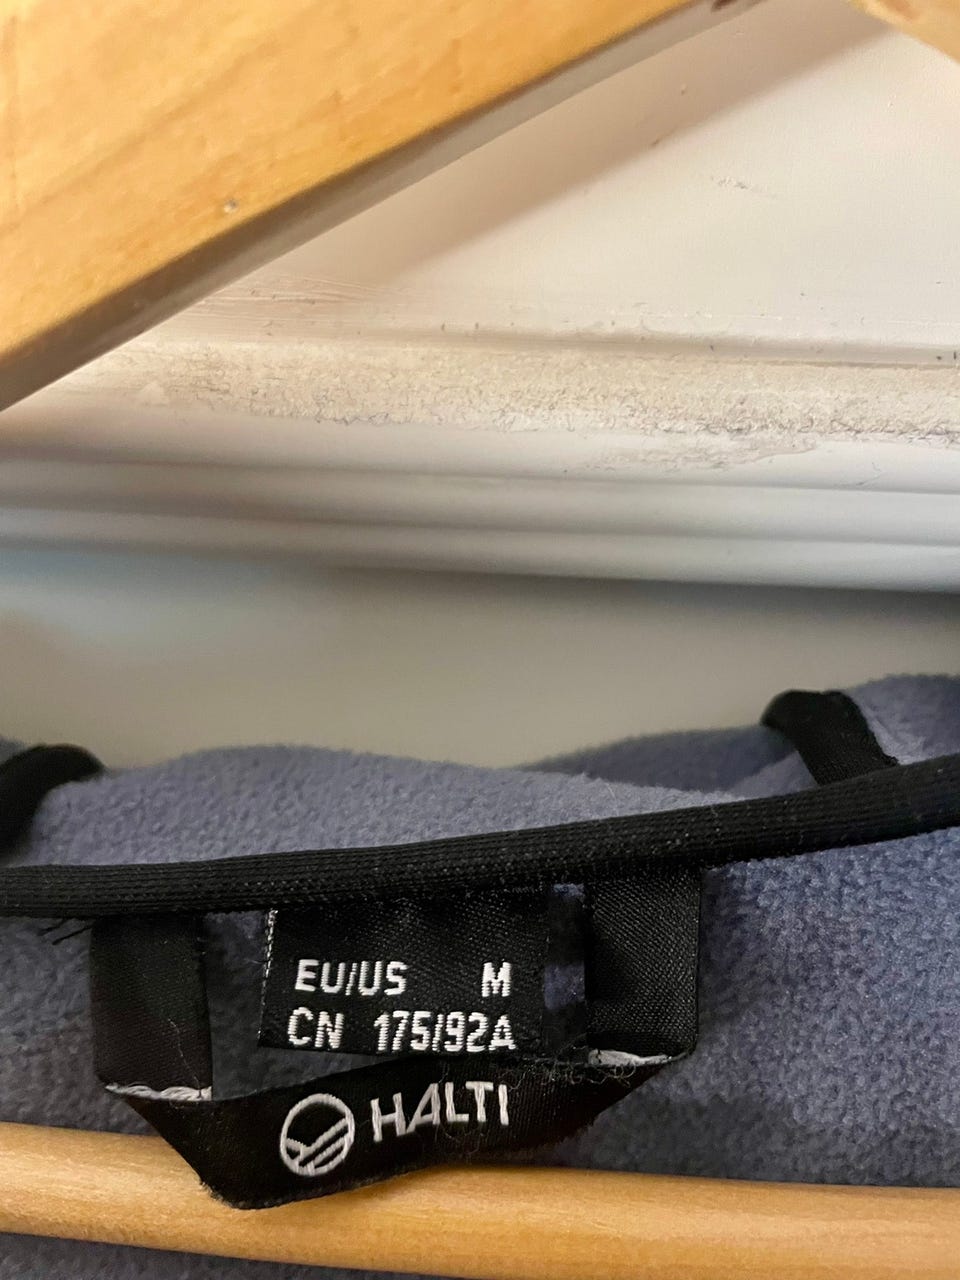 EU/US M
CN 175/92A
HALTI